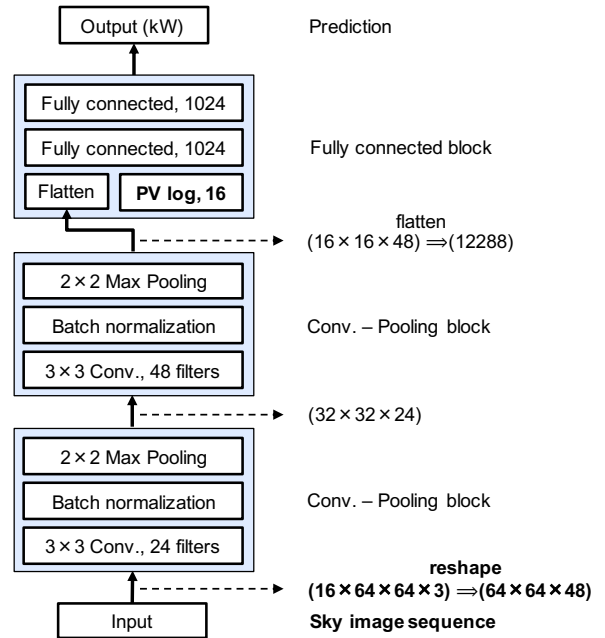 Output (kW)
Prediction
Fully connected, 1024
Fully connected, 1024
Fully connected block
Flatten
PV log, 16
flatten
(16×16×48) ⇒(12288)
2×2 Max Pooling
Batch normalization
Conv. – Pooling block
3×3 Conv., 48 filters
(32×32×24)
2×2 Max Pooling
Batch normalization
Conv. – Pooling block
3×3 Conv., 24 filters
reshape
(16×64×64×3) ⇒(64×64×48)
Input
Sky image sequence